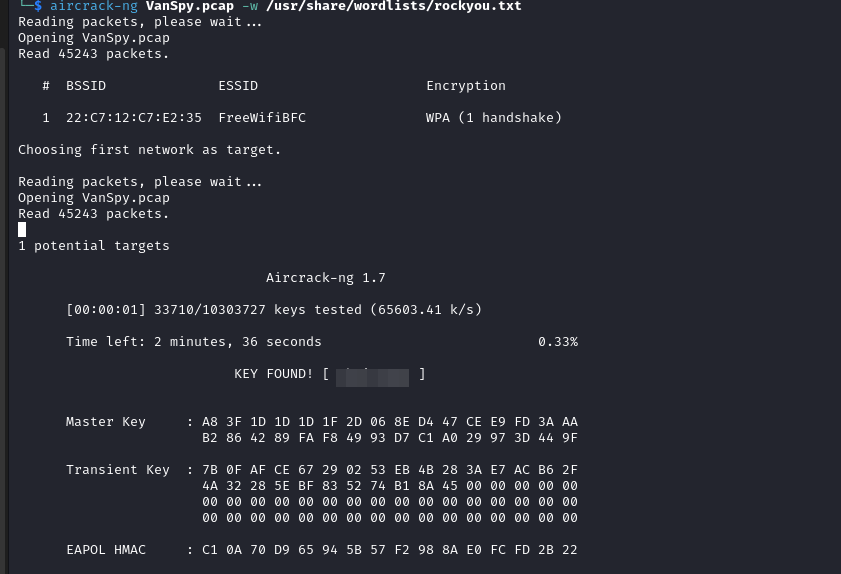 └─$ aircrack-ng VanSpy.pcap -w /usr/share/wordlists/rockyou.txt
Reading packets, please wait...
Opening VanSpy.pcap
Read 45243 packets.
# BSSID ESSID Encryption
1 22:C7:12:C7:E2:35 FreeWifiBFC WPA (1 handshake)
Choosing first network as target.
Reading packets, please wait...
Opening VanSpy.pcap
Read 45243 packets.
1 potential targets
Aircrack-ng 1.7
[00:00:01] 33710/10303727 keys tested (65603.41 k/s)
Time left: 2 minutes, 36 seconds 0.33%
KEY FOUND! [ ]
Master Key : A8 3F 1D 1D 1D 1F 2D 06 8E D4 47 CE E9 FD 3A AA
B2 86 42 89 FA F8 49 93 D7 C1 A0 29 97 3D 44 9F
Transient Key : 7B 0F AF CE 67 29 02 53 EB 4B 28 3A E7 AC B6 2F
4A 32 28 5E BF 83 52 74 B1 8A 45 00 00 00 00 00
00 00 00 00 00 00 00 00 00 00 00 00 00 00 00 00
00 00 00 00 00 00 00 00 00 00 00 00 00 00 00 00
EAPOL HMAC : C1 0A 70 D9 65 94 5B 57 F2 98 8A E0 FC FD 2B 22